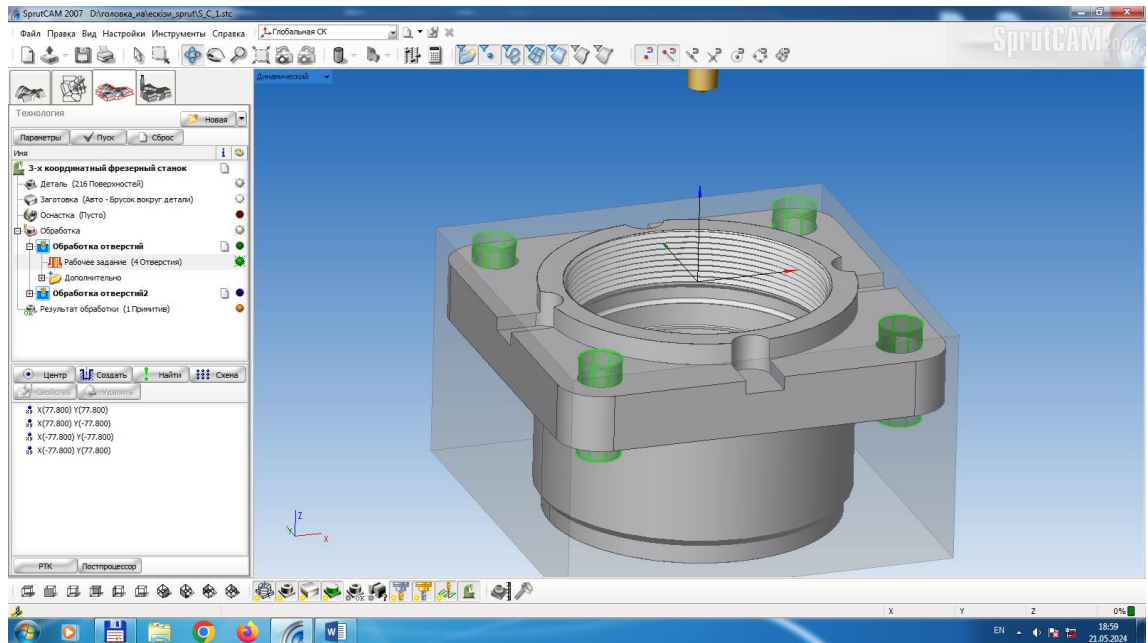 SprutCAM 2007 D:\головка_иа\ескізи_sprut\S_C_1.stc
Файл Правка Вид Настройки Инструменты Справка
Глобальная СК
SprutCAM 2007
Динамический
Технология
Новая
Параметры Пуск Сброс
Имя
3-х координатный фрезерный станок
Деталь (216 Поверхностей)
Заготовка (Авто - Брусок вокруг детали)
Оснастка (Пусто)
Обработка
Обработка отверстий
Рабочее задание (4 Отверстия)
Дополнительно
Обработка отверстий2
Результат обработки (1 Примитив)
Центр Создать Найти Схема
Свойства Удалить
X(77.800) Y(77.800)
X(77.800) Y(-77.800)
X(-77.800) Y(-77.800)
X(-77.800) Y(77.800)
Z
Y
X
РТК Постпроцессор
X Y Z 0%
EN 18:59
21.05.2024